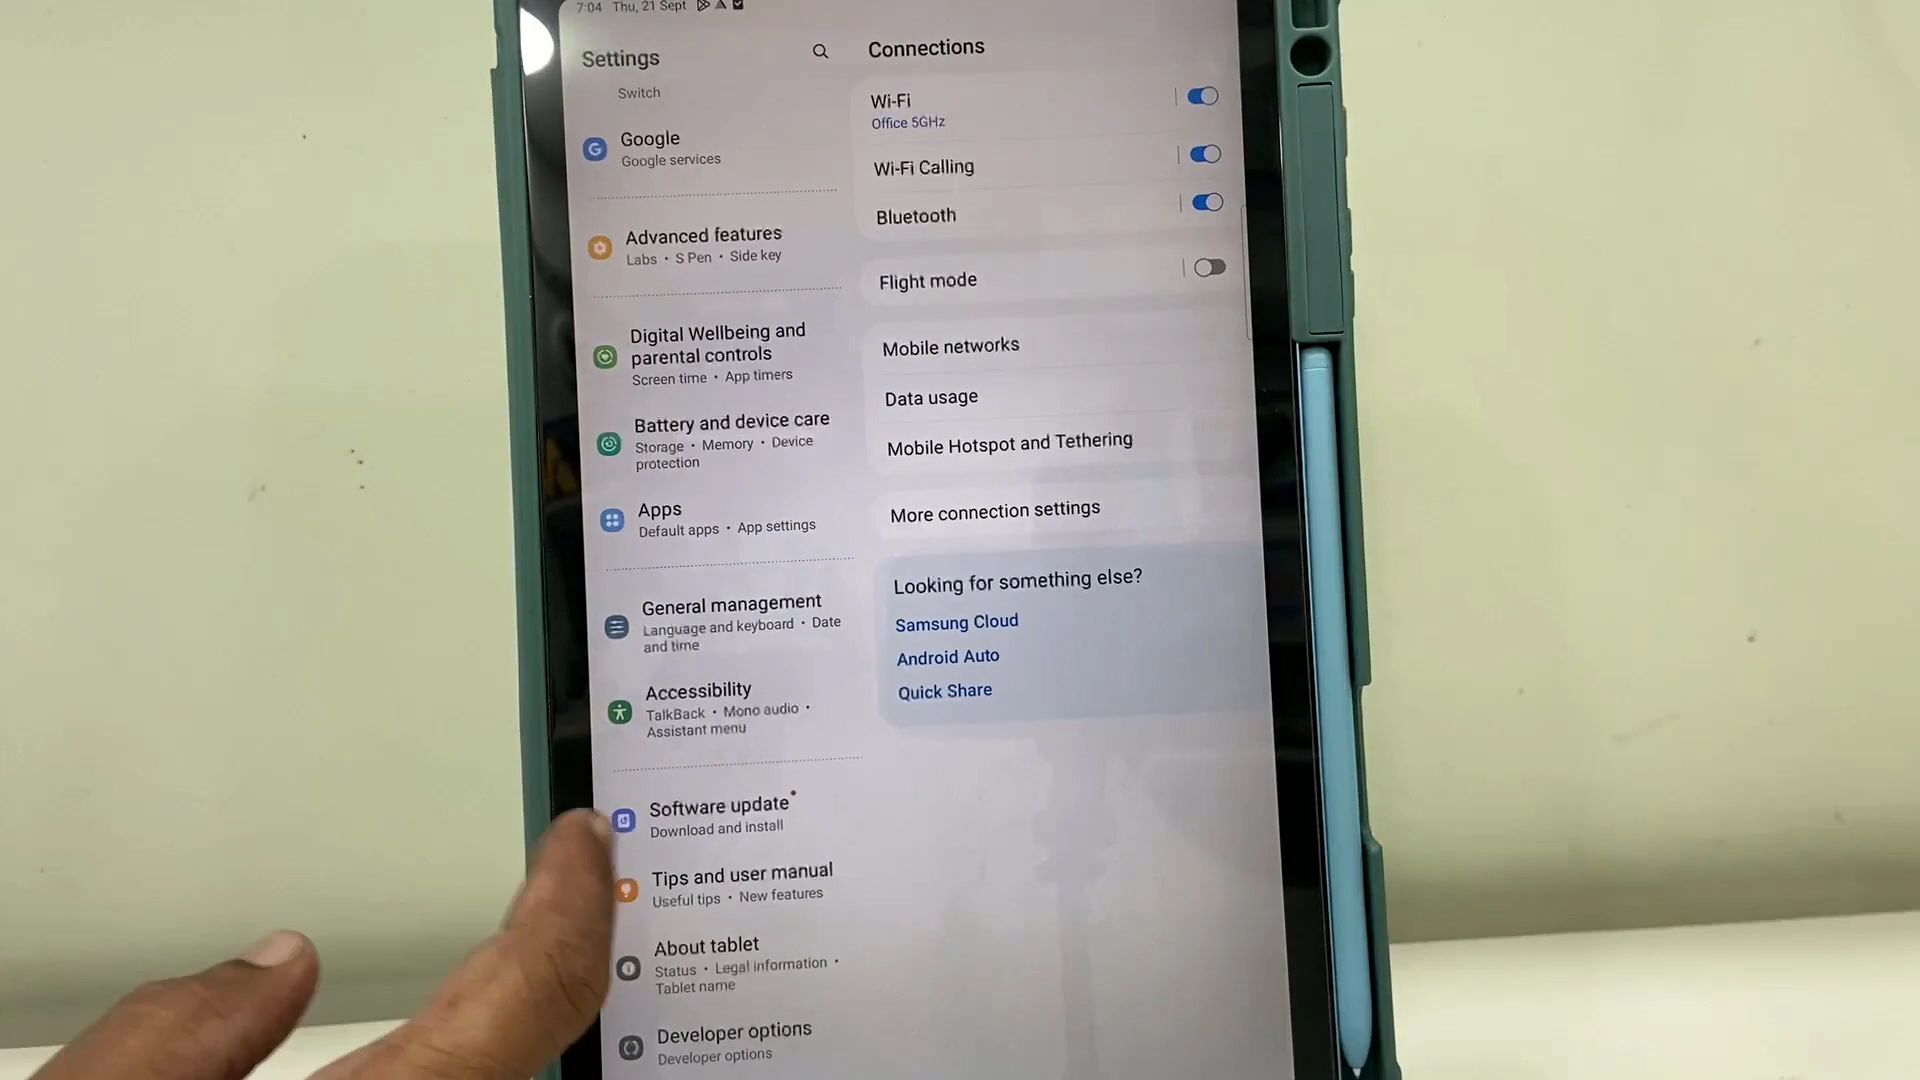 7:04 Thu, 21 Sept
Settings
Switch
Google
Google services
Advanced features
Labs • S Pen • Side key
Digital Wellbeing and
parental controls
Screen time • App timers
Battery and device care
Storage • Memory • Device
protection
Apps
Default apps • App settings
General management
Language and keyboard • Date
and time
Accessibility
TalkBack • Mono audio •
Assistant menu
Software update
Download and install
Tips and user manual
Useful tips • New features
About tablet
Status • Legal information •
Tablet name
Developer options
Developer options
Connections
Wi-Fi
Office 5GHz
Wi-Fi Calling
Bluetooth
Flight mode
Mobile networks
Data usage
Mobile Hotspot and Tethering
More connection settings
Looking for something else?
Samsung Cloud
Android Auto
Quick Share